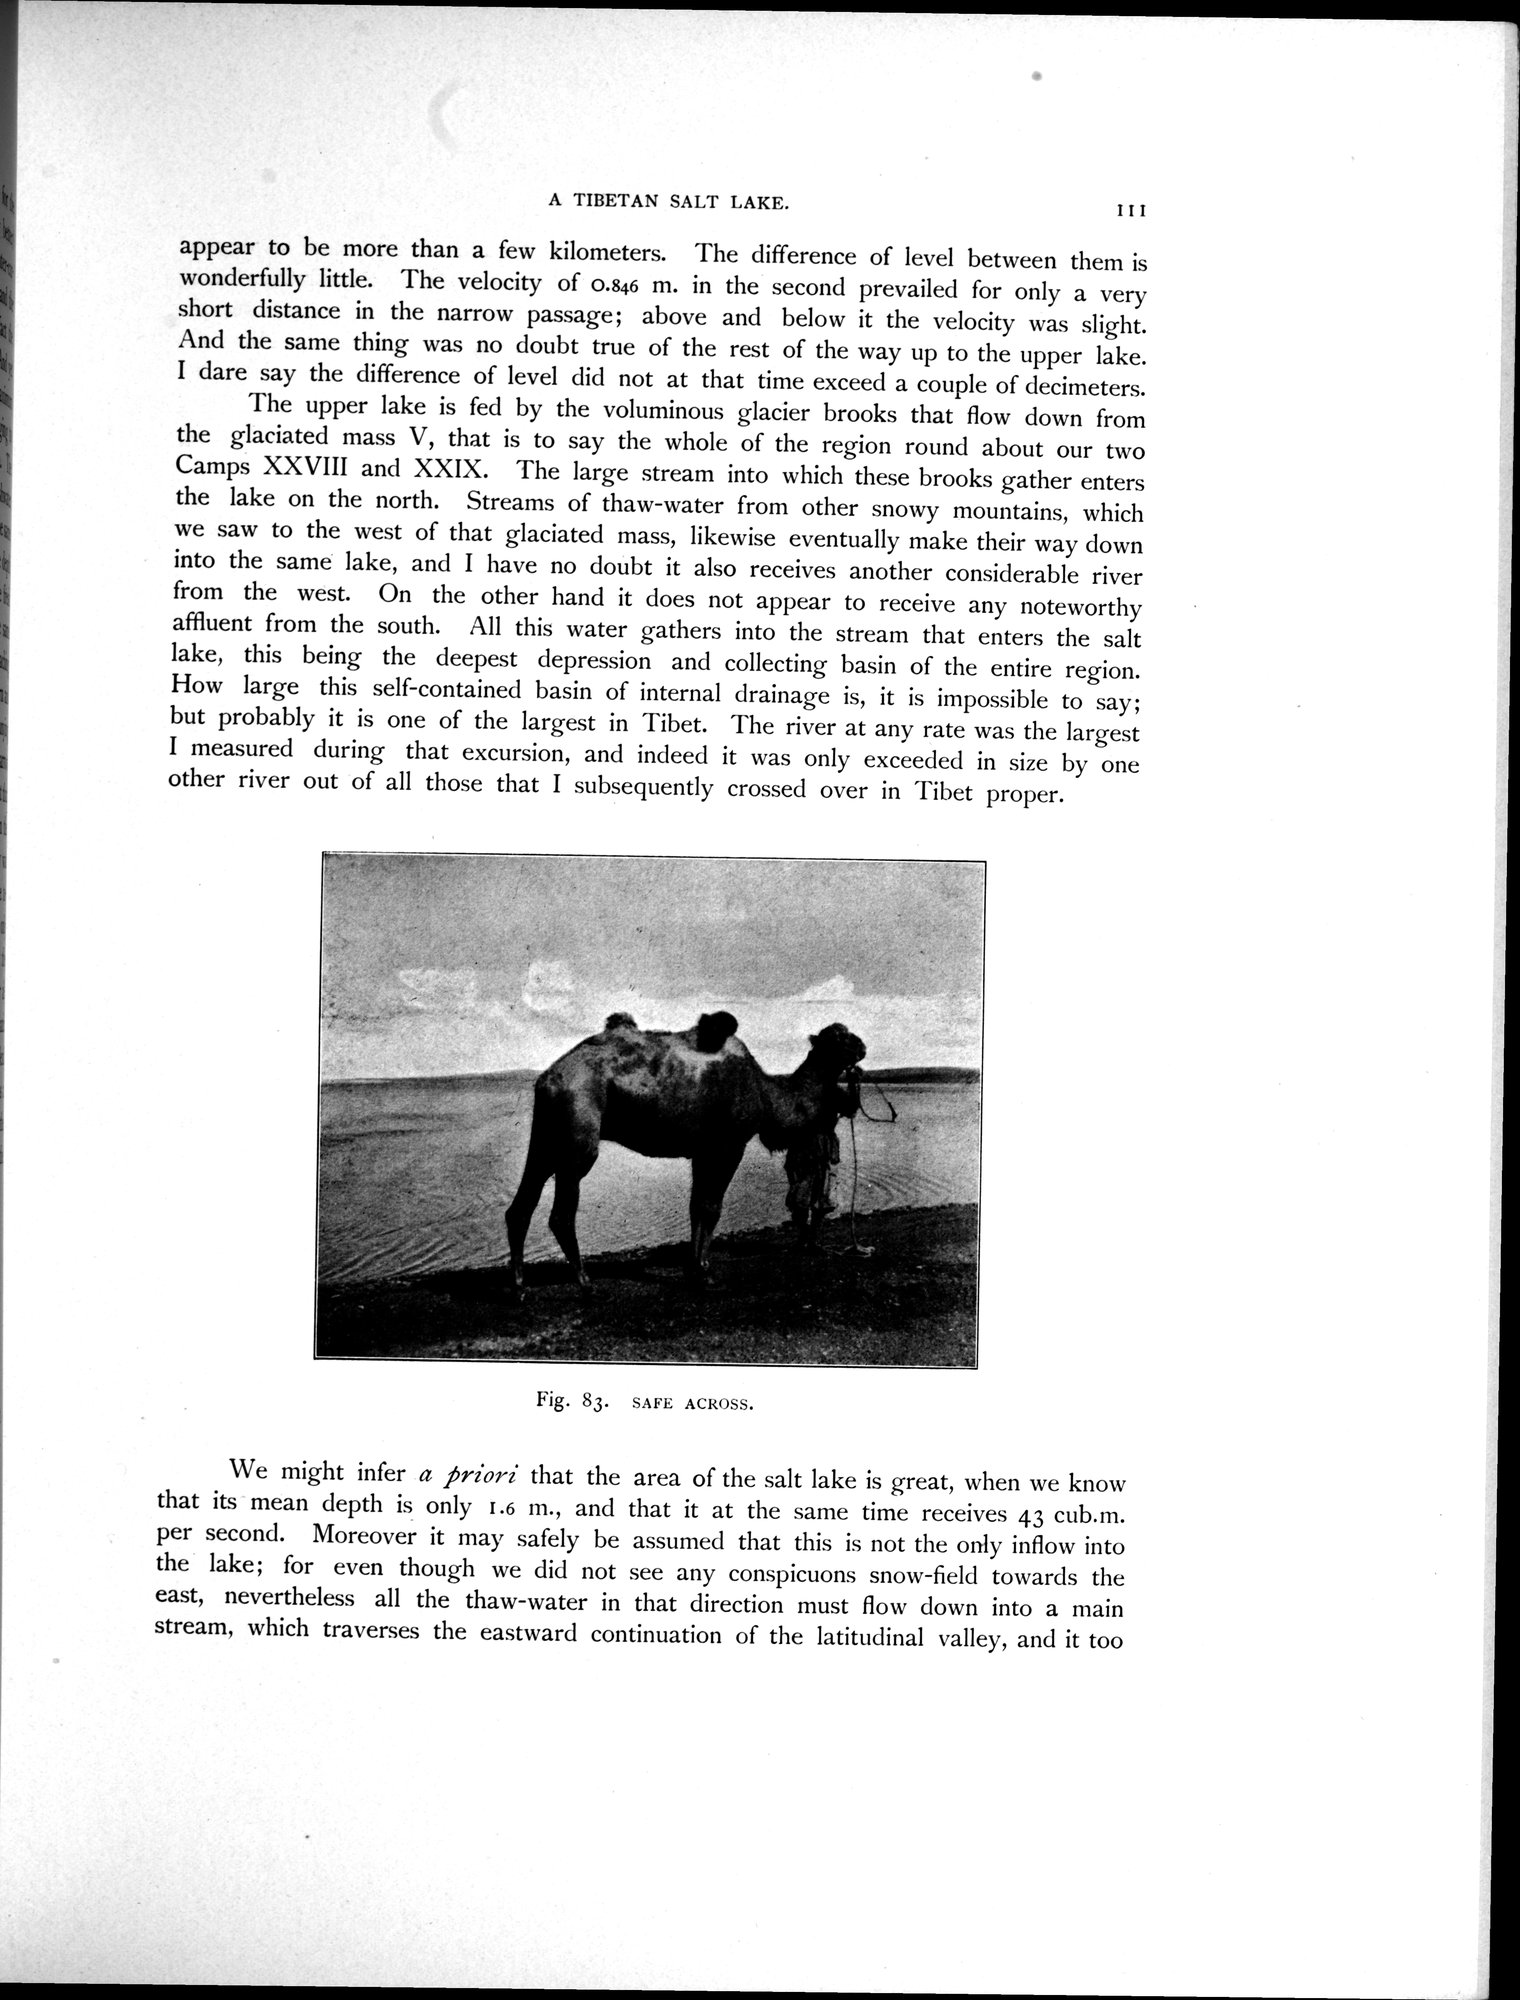 A TIBETAN SALT LAKE.
111
appear to be more than a few kilometers. The difference of level between them is
wonderfully little. The velocity of 0.846 m. in the second prevailed for only a very
short distance in the narrow passage; above and below it the velocity was slight.
And the same thing was no doubt true of the rest of the way up to the upper lake.
I dare say the difference of level did not at that time exceed a couple of decimeters.
The upper lake is fed by the voluminous glacier brooks that flow down from
the glaciated mass V, that is to say the whole of the region round about our two
Camps XXVIII and XXIX. The large stream into which these brooks gather enters
the lake on the north. Streams of thaw-water from other snowy mountains, which
we saw to the west of that glaciated mass, likewise eventually make their way down
into the same lake, and I have no doubt it also receives another considerable river
from the west. On the other hand it does not appear to receive any noteworthy
affluent from the south. All this water gathers into the stream that enters the salt
lake, this being the deepest depression and collecting basin of the entire region.
How large this self-contained basin of internal drainage is, it is impossible to say;
but probably it is one of the largest in Tibet. The river at any rate was the largest
I measured during that excursion, and indeed it was only exceeded in size by one
other river out of all those that I subsequently crossed over in Tibet proper.
Fig. 83. SAFE ACROSS.
We might infer a priori that the area of the salt lake is great, when we know
that its mean depth is only 1.6 m., and that it at the same time receives 43 cub.m.
per second. Moreover it may safely be assumed that this is not the only inflow into
the lake; for even though we did not see any conspicuons snow-field towards the
east, nevertheless all the thaw-water in that direction must flow down into a main
stream, which traverses the eastward continuation of the latitudinal valley, and it too